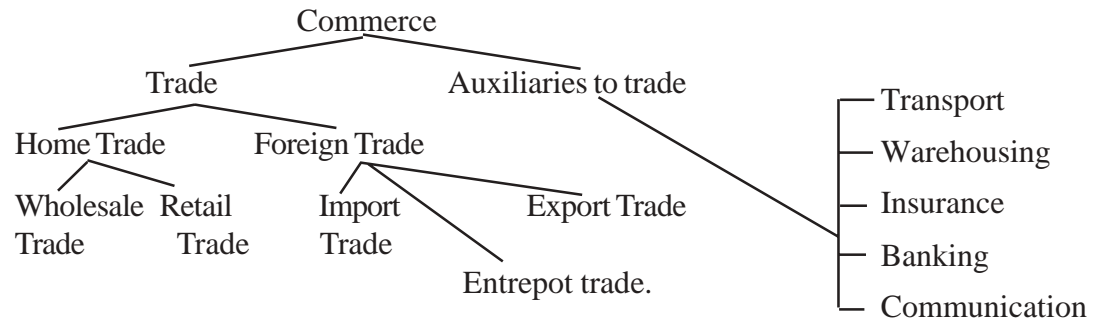 Commerce
Trade
Auxiliaries to trade
Home Trade
Foreign Trade
Wholesale
Trade
Retail
Trade
Import
Trade
Export Trade
Entrepot trade.
Transport
Warehousing
Insurance
Banking
Communication